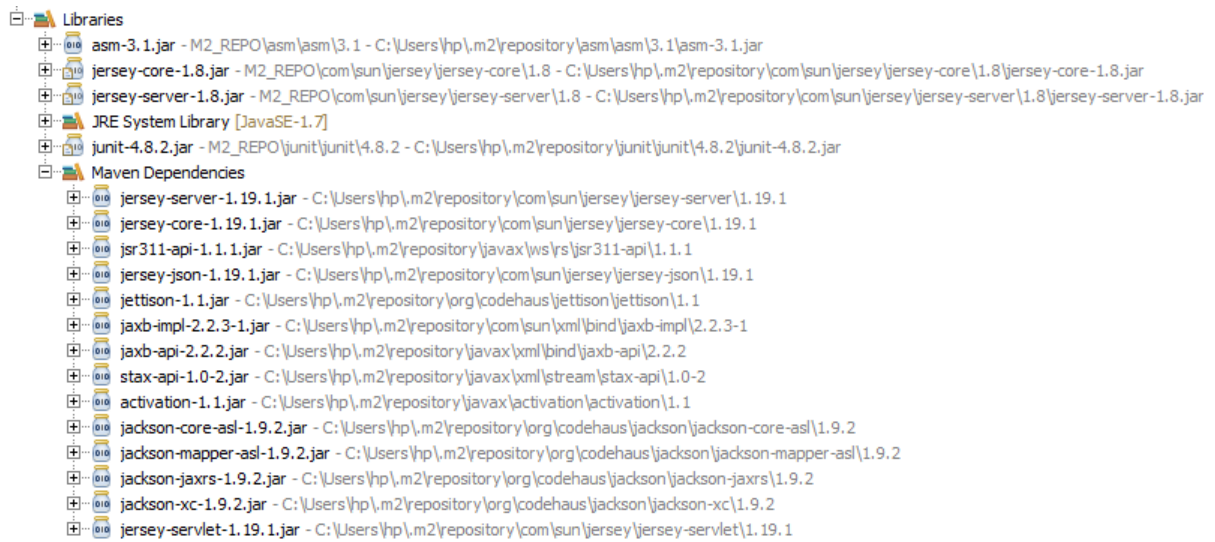 Libraries
asm-3.1.jar - M2_REPO\asm\asm\3.1 - C:\Users\hp\.m2\repository\asm\asm\3.1\asm-3.1.jar
jersey-core-1.8.jar - M2_REPO\com\sun\jersey\jersey-core\1.8 - C:\Users\hp\.m2\repository\com\sun\jersey\jersey-core\1.8\jersey-core-1.8.jar
jersey-server-1.8.jar - M2_REPO\com\sun\jersey\jersey-server\1.8 - C:\Users\hp\.m2\repository\com\sun\jersey\jersey-server\1.8\jersey-server-1.8.jar
JRE System Library [JavaSE-1.7]
junit-4.8.2.jar - M2_REPO\junit\junit\4.8.2 - C:\Users\hp\.m2\repository\junit\junit\4.8.2\junit-4.8.2.jar
Maven Dependencies
jersey-server-1.19.1.jar - C:\Users\hp\.m2\repository\com\sun\jersey\jersey-server\1.19.1
jersey-core-1.19.1.jar - C:\Users\hp\.m2\repository\com\sun\jersey\jersey-core\1.19.1
jsr311-api-1.1.1.jar - C:\Users\hp\.m2\repository\javax\ws\rs\jsr311-api\1.1.1
jersey-json-1.19.1.jar - C:\Users\hp\.m2\repository\com\sun\jersey\jersey-json\1.19.1
jettison-1.1.jar - C:\Users\hp\.m2\repository\org\codehaus\jettison\jettison\1.1
jaxb-impl-2.2.3-1.jar - C:\Users\hp\.m2\repository\com\sun\xml\bind\jaxb-impl\2.2.3-1
jaxb-api-2.2.2.jar - C:\Users\hp\.m2\repository\javax\xml\bind\jaxb-api\2.2.2
stax-api-1.0-2.jar - C:\Users\hp\.m2\repository\javax\xml\stream\stax-api\1.0-2
activation-1.1.jar - C:\Users\hp\.m2\repository\javax\activation\activation\1.1
jackson-core-asl-1.9.2.jar - C:\Users\hp\.m2\repository\org\codehaus\jackson\jackson-core-asl\1.9.2
jackson-mapper-asl-1.9.2.jar - C:\Users\hp\.m2\repository\org\codehaus\jackson\jackson-mapper-asl\1.9.2
jackson-jaxrs-1.9.2.jar - C:\Users\hp\.m2\repository\org\codehaus\jackson\jackson-jaxrs\1.9.2
jackson-xc-1.9.2.jar - C:\Users\hp\.m2\repository\org\codehaus\jackson\jackson-xc\1.9.2
jersey-servlet-1.19.1.jar - C:\Users\hp\.m2\repository\com\sun\jersey\jersey-servlet\1.19.1